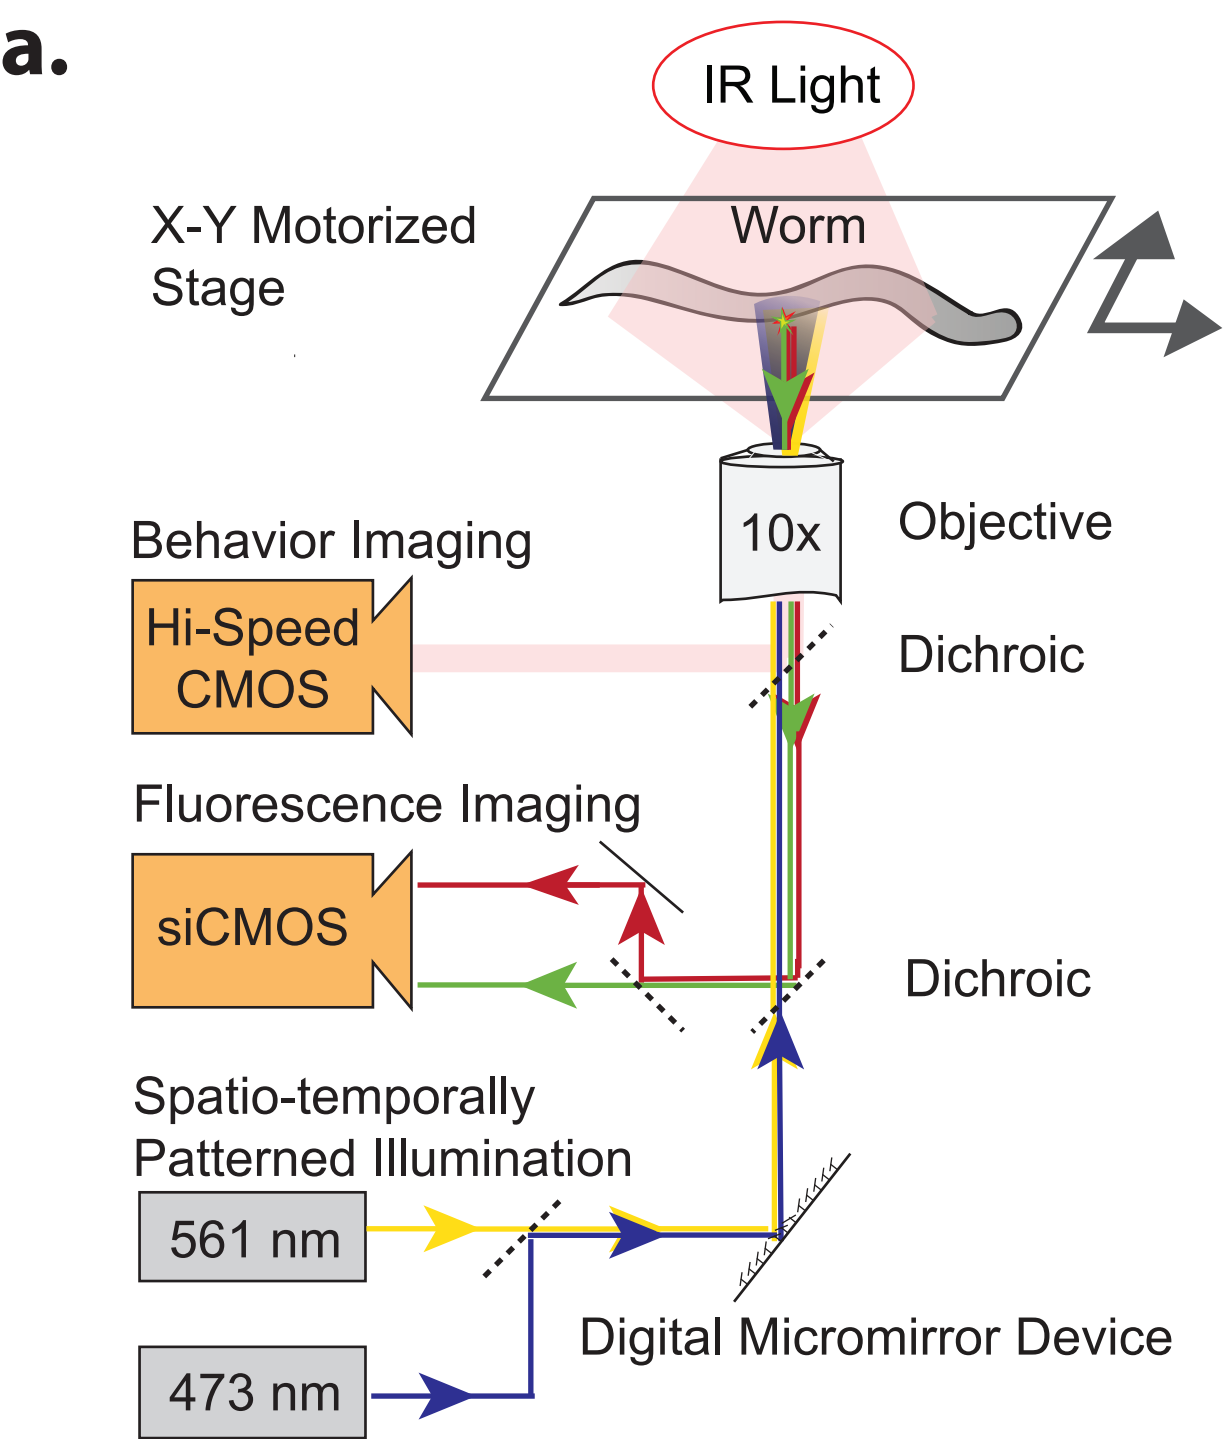 a.
IR Light
X-Y Motorized
Stage
Worm
Objective
10x
Behavior Imaging
Hi-Speed
CMOS
Dichroic
Fluorescence Imaging
siCMOS
Dichroic
Spatio-temporally
Patterned Illumination
561 nm
Digital Micromirror Device
473 nm